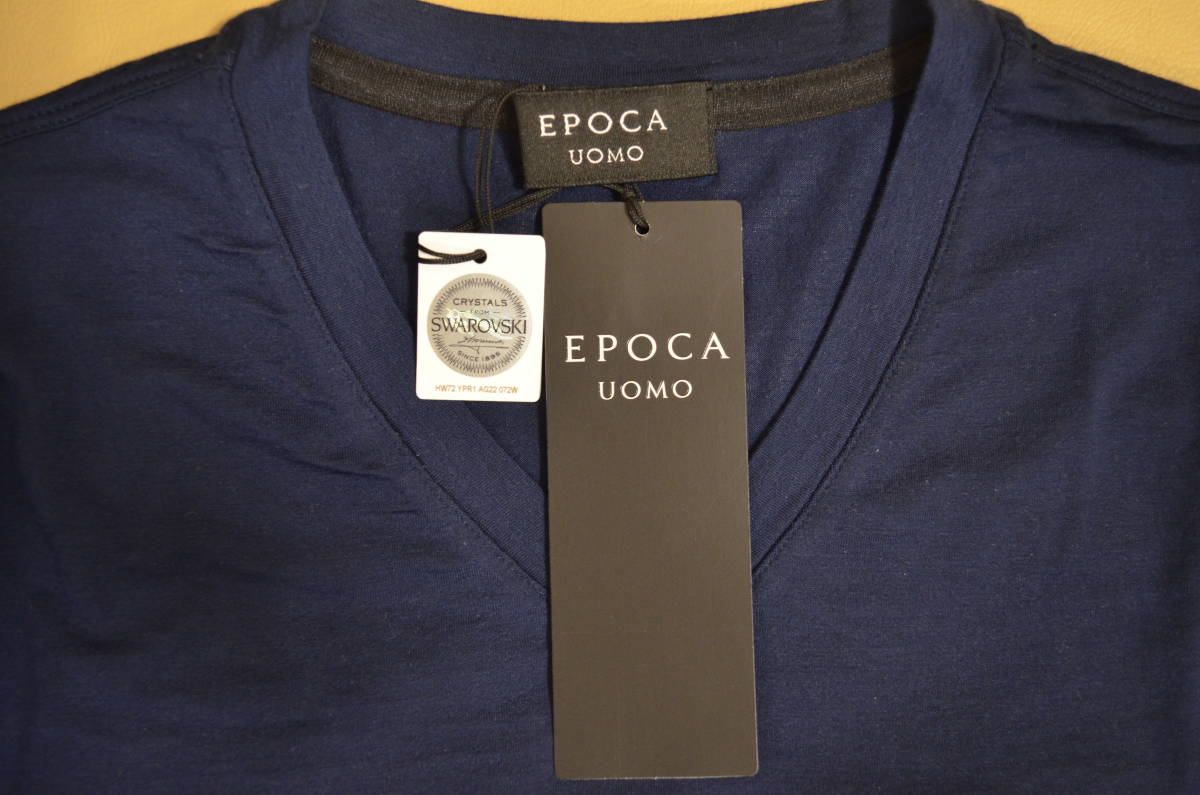 EPOCA
UOMO
CRYSTALS
FROM
SWAROVSKI
SINCE 1895
HW72 YPR1 AG22 072W
EPOCA
UOMO